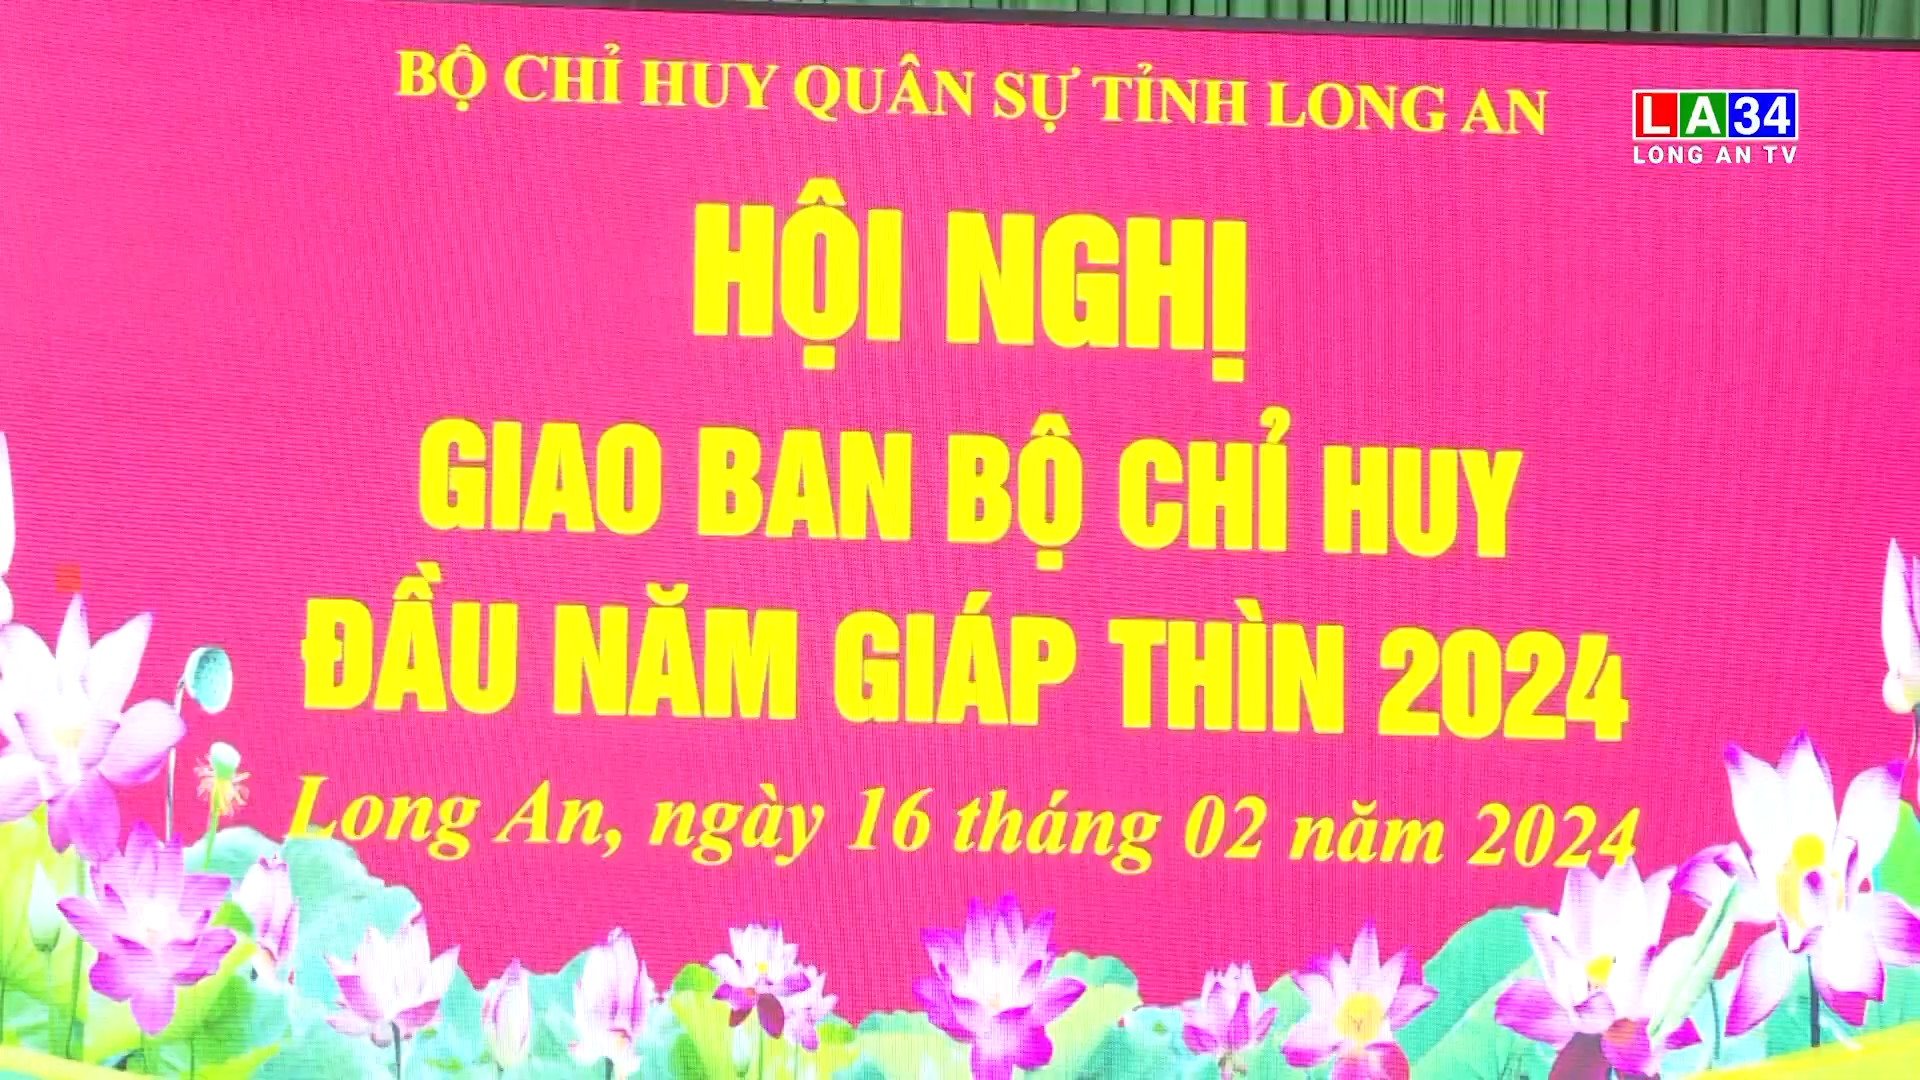 BỘ CHỈ HUY QUÂN SỰ TỈNH LONG AN
LA34
LONG AN TV
HỘI NGHỊ
GIAO BAN BỘ CHỈ HUY
ĐẦU NĂM GIÁP THÌN 2024
Long An, ngày 16 tháng 02 năm 2024